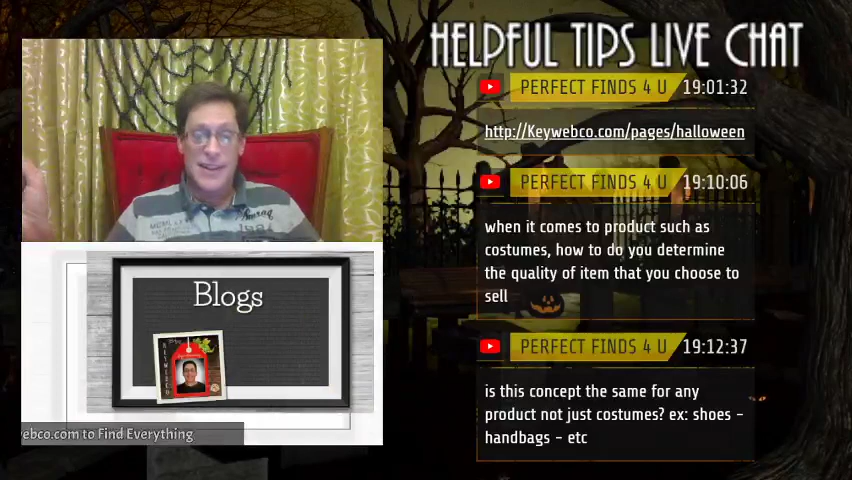 HELPFUL TIPS LIVE CHAT
PERFECT FINDS 4 U 19:01:32
http://Keywebco.com/pages/halloween
PERFECT FINDS 4 U 19:10:06
when it comes to product such as
costumes, how to do you determine
the quality of item that you choose to
sell
PERFECT FINDS 4 U 19:12:37
is this concept the same for any
product not just costumes? ex: shoes -
handbags - etc
Blogs
KEYWEBCO
ebco.com to Find Everything